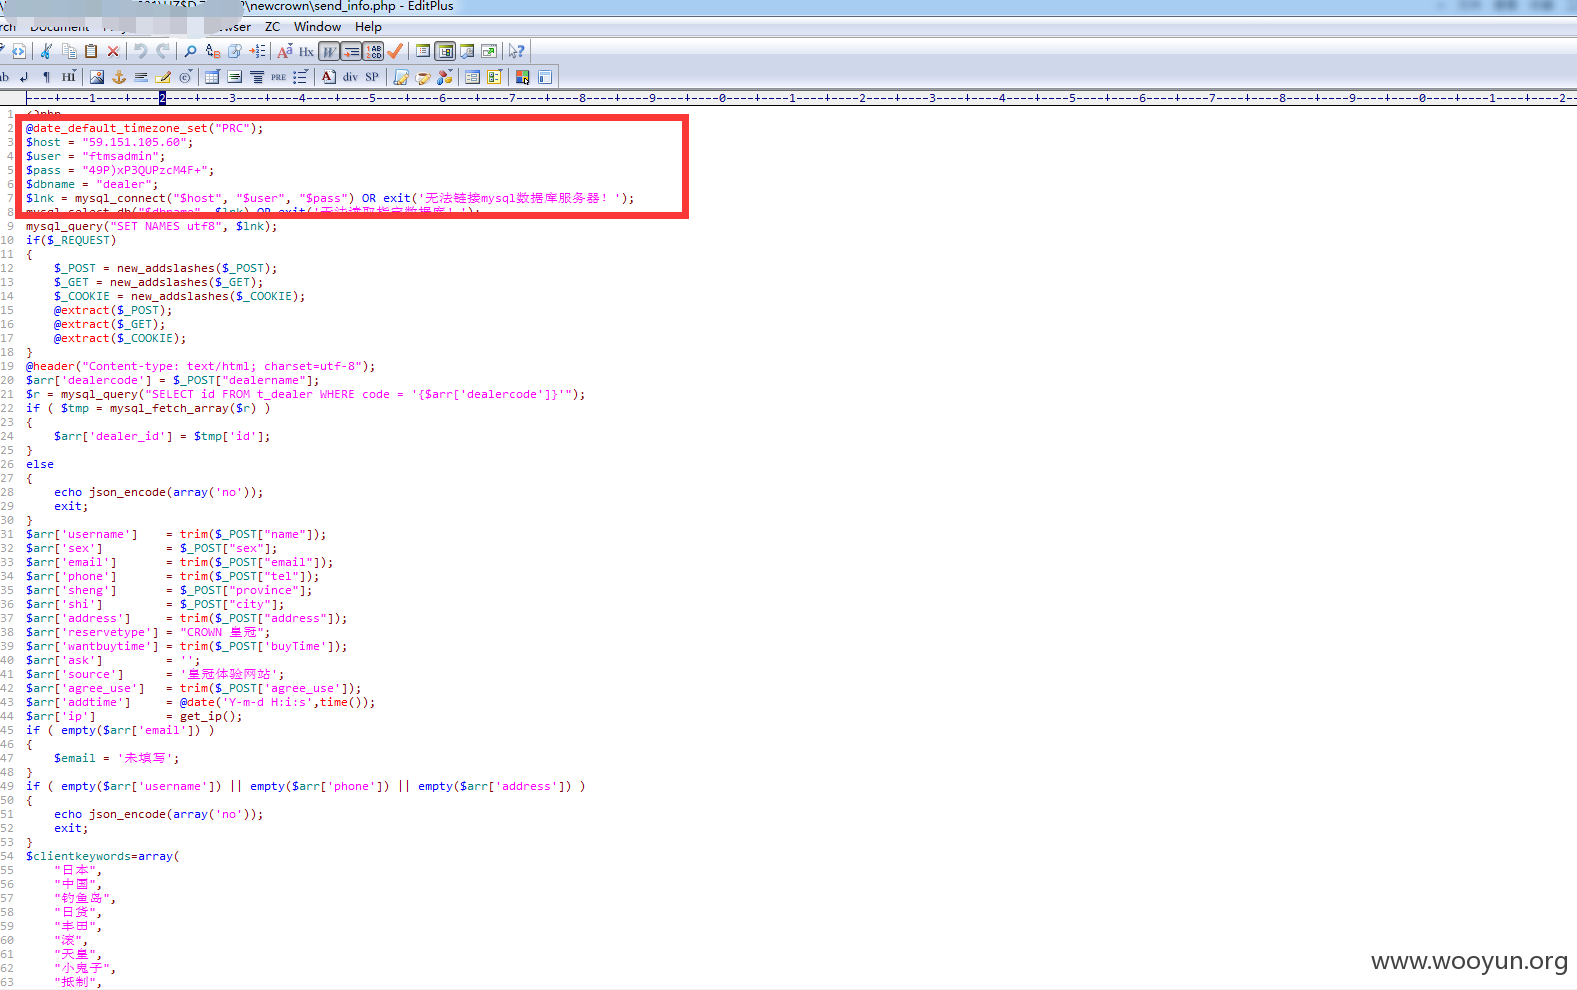 \newcrown\send_info.php - EditPlus
Document
wser ZC Window Help
Hx W
ab ¶ HI PRE A div SP
----+----1----+----2----+----3----+----4----+----5----+----6----+----7----+----8----+----9----+----0----+----1----+----2----+----3----+----4----+----5----+----6----+----7----+----8----+----9----+----0----+----1----+----2--
1 <?php
2 @date_default_timezone_set("PRC");
3 $host = "59.151.105.60";
4 $user = "ftmsadmin";
5 $pass = "49P)xP3QUPzcM4F+";
6 $dbname = "dealer";
7 $lnk = mysql_connect("$host", "$user", "$pass") OR exit('无法链接mysql数据库服务器! ');
8 mysql_select_db("$dbname", $lnk) OR exit('无法读取指定数据库! ');
9 mysql_query("SET NAMES utf8", $lnk);
10 if($_REQUEST)
11 {
12 $_POST = new_addslashes($_POST);
13 $_GET = new_addslashes($_GET);
14 $_COOKIE = new_addslashes($_COOKIE);
15 @extract($_POST);
16 @extract($_GET);
17 @extract($_COOKIE);
18 }
19 @header("Content-type: text/html; charset=utf-8");
20 $arr['dealercode'] = $_POST["dealername"];
21 $r = mysql_query("SELECT id FROM t_dealer WHERE code = '{$arr['dealercode']}'");
22 if ( $tmp = mysql_fetch_array($r) )
23 {
24 $arr['dealer_id'] = $tmp['id'];
25 }
26 else
27 {
28 echo json_encode(array('no'));
29 exit;
30 }
31 $arr['username'] = trim($_POST["name"]);
32 $arr['sex'] = $_POST["sex"];
33 $arr['email'] = trim($_POST["email"]);
34 $arr['phone'] = trim($_POST["tel"]);
35 $arr['sheng'] = $_POST["province"];
36 $arr['shi'] = $_POST["city"];
37 $arr['address'] = trim($_POST["address"]);
38 $arr['reservetype'] = "CROWN 皇冠";
39 $arr['wantbuytime'] = trim($_POST['buyTime']);
40 $arr['ask'] = '';
41 $arr['source'] = '皇冠体验网站';
42 $arr['agree_use'] = trim($_POST['agree_use']);
43 $arr['addtime'] = @date('Y-m-d H:i:s',time());
44 $arr['ip'] = get_ip();
45 if ( empty($arr['email']) )
46 {
47 $email = '未填写';
48 }
49 if ( empty($arr['username']) || empty($arr['phone']) || empty($arr['address']) )
50 {
51 echo json_encode(array('no'));
52 exit;
53 }
54 $clientkeywords=array(
55 "日本",
56 "中国",
57 "钓鱼岛",
58 "日货",
59 "丰田",
60 "滚",
61 "天皇",
62 "小鬼子",
63 "抵制",
www.wooyun.org